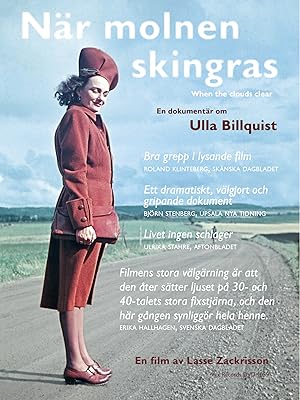 När molnen
skingras
When the clouds clear
En dokumentär om
Ulla Billquist
Bra grepp i lysande film
ROLAND KLINTEBERG, SKÅNSKA DAGBLADET
Ett dramatiskt, välgjort och
gripande dokument
BJÖRN STENBERG, UPSALA NYA TIDNING
Livet ingen schlager
ULRIKA STAHRE, AFTONBLADET
Filmens stora välgärning är att
den åter sätter ljuset på 30- och
40-talets stora fixstjärna, och den
här gången synliggör hela henne.
ERIKA HALLHAGEN, SVENSKA DAGBLADET
En film av Lasse Zackrisson